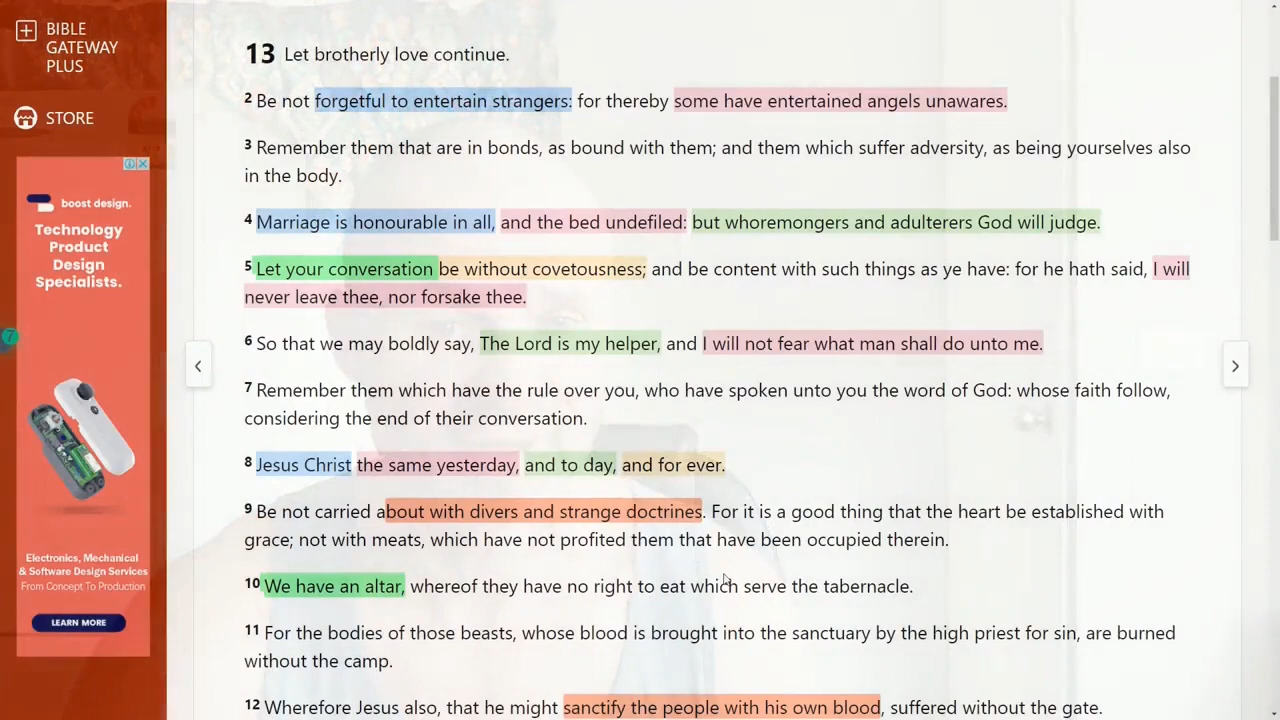 BIBLE
GATEWAY
PLUS
STORE
boost design.
Technology
Product
Design
Specialists.
Electronics, Mechanical
& Software Design Services
From Concept To Production
LEARN MORE
7
13 Let brotherly love continue.
2 Be not forgetful to entertain strangers: for thereby some have entertained angels unawares.
3 Remember them that are in bonds, as bound with them; and them which suffer adversity, as being yourselves also
in the body.
4 Marriage is honourable in all, and the bed undefiled: but whoremongers and adulterers God will judge.
5 Let your conversation be without covetousness; and be content with such things as ye have: for he hath said, I will
never leave thee, nor forsake thee.
6 So that we may boldly say, The Lord is my helper, and I will not fear what man shall do unto me.
7 Remember them which have the rule over you, who have spoken unto you the word of God: whose faith follow,
considering the end of their conversation.
8 Jesus Christ the same yesterday, and to day, and for ever.
9 Be not carried about with divers and strange doctrines. For it is a good thing that the heart be established with
grace; not with meats, which have not profited them that have been occupied therein.
10 We have an altar, whereof they have no right to eat which serve the tabernacle.
11 For the bodies of those beasts, whose blood is brought into the sanctuary by the high priest for sin, are burned
without the camp.
12 Wherefore Jesus also, that he might sanctify the people with his own blood, suffered without the gate.